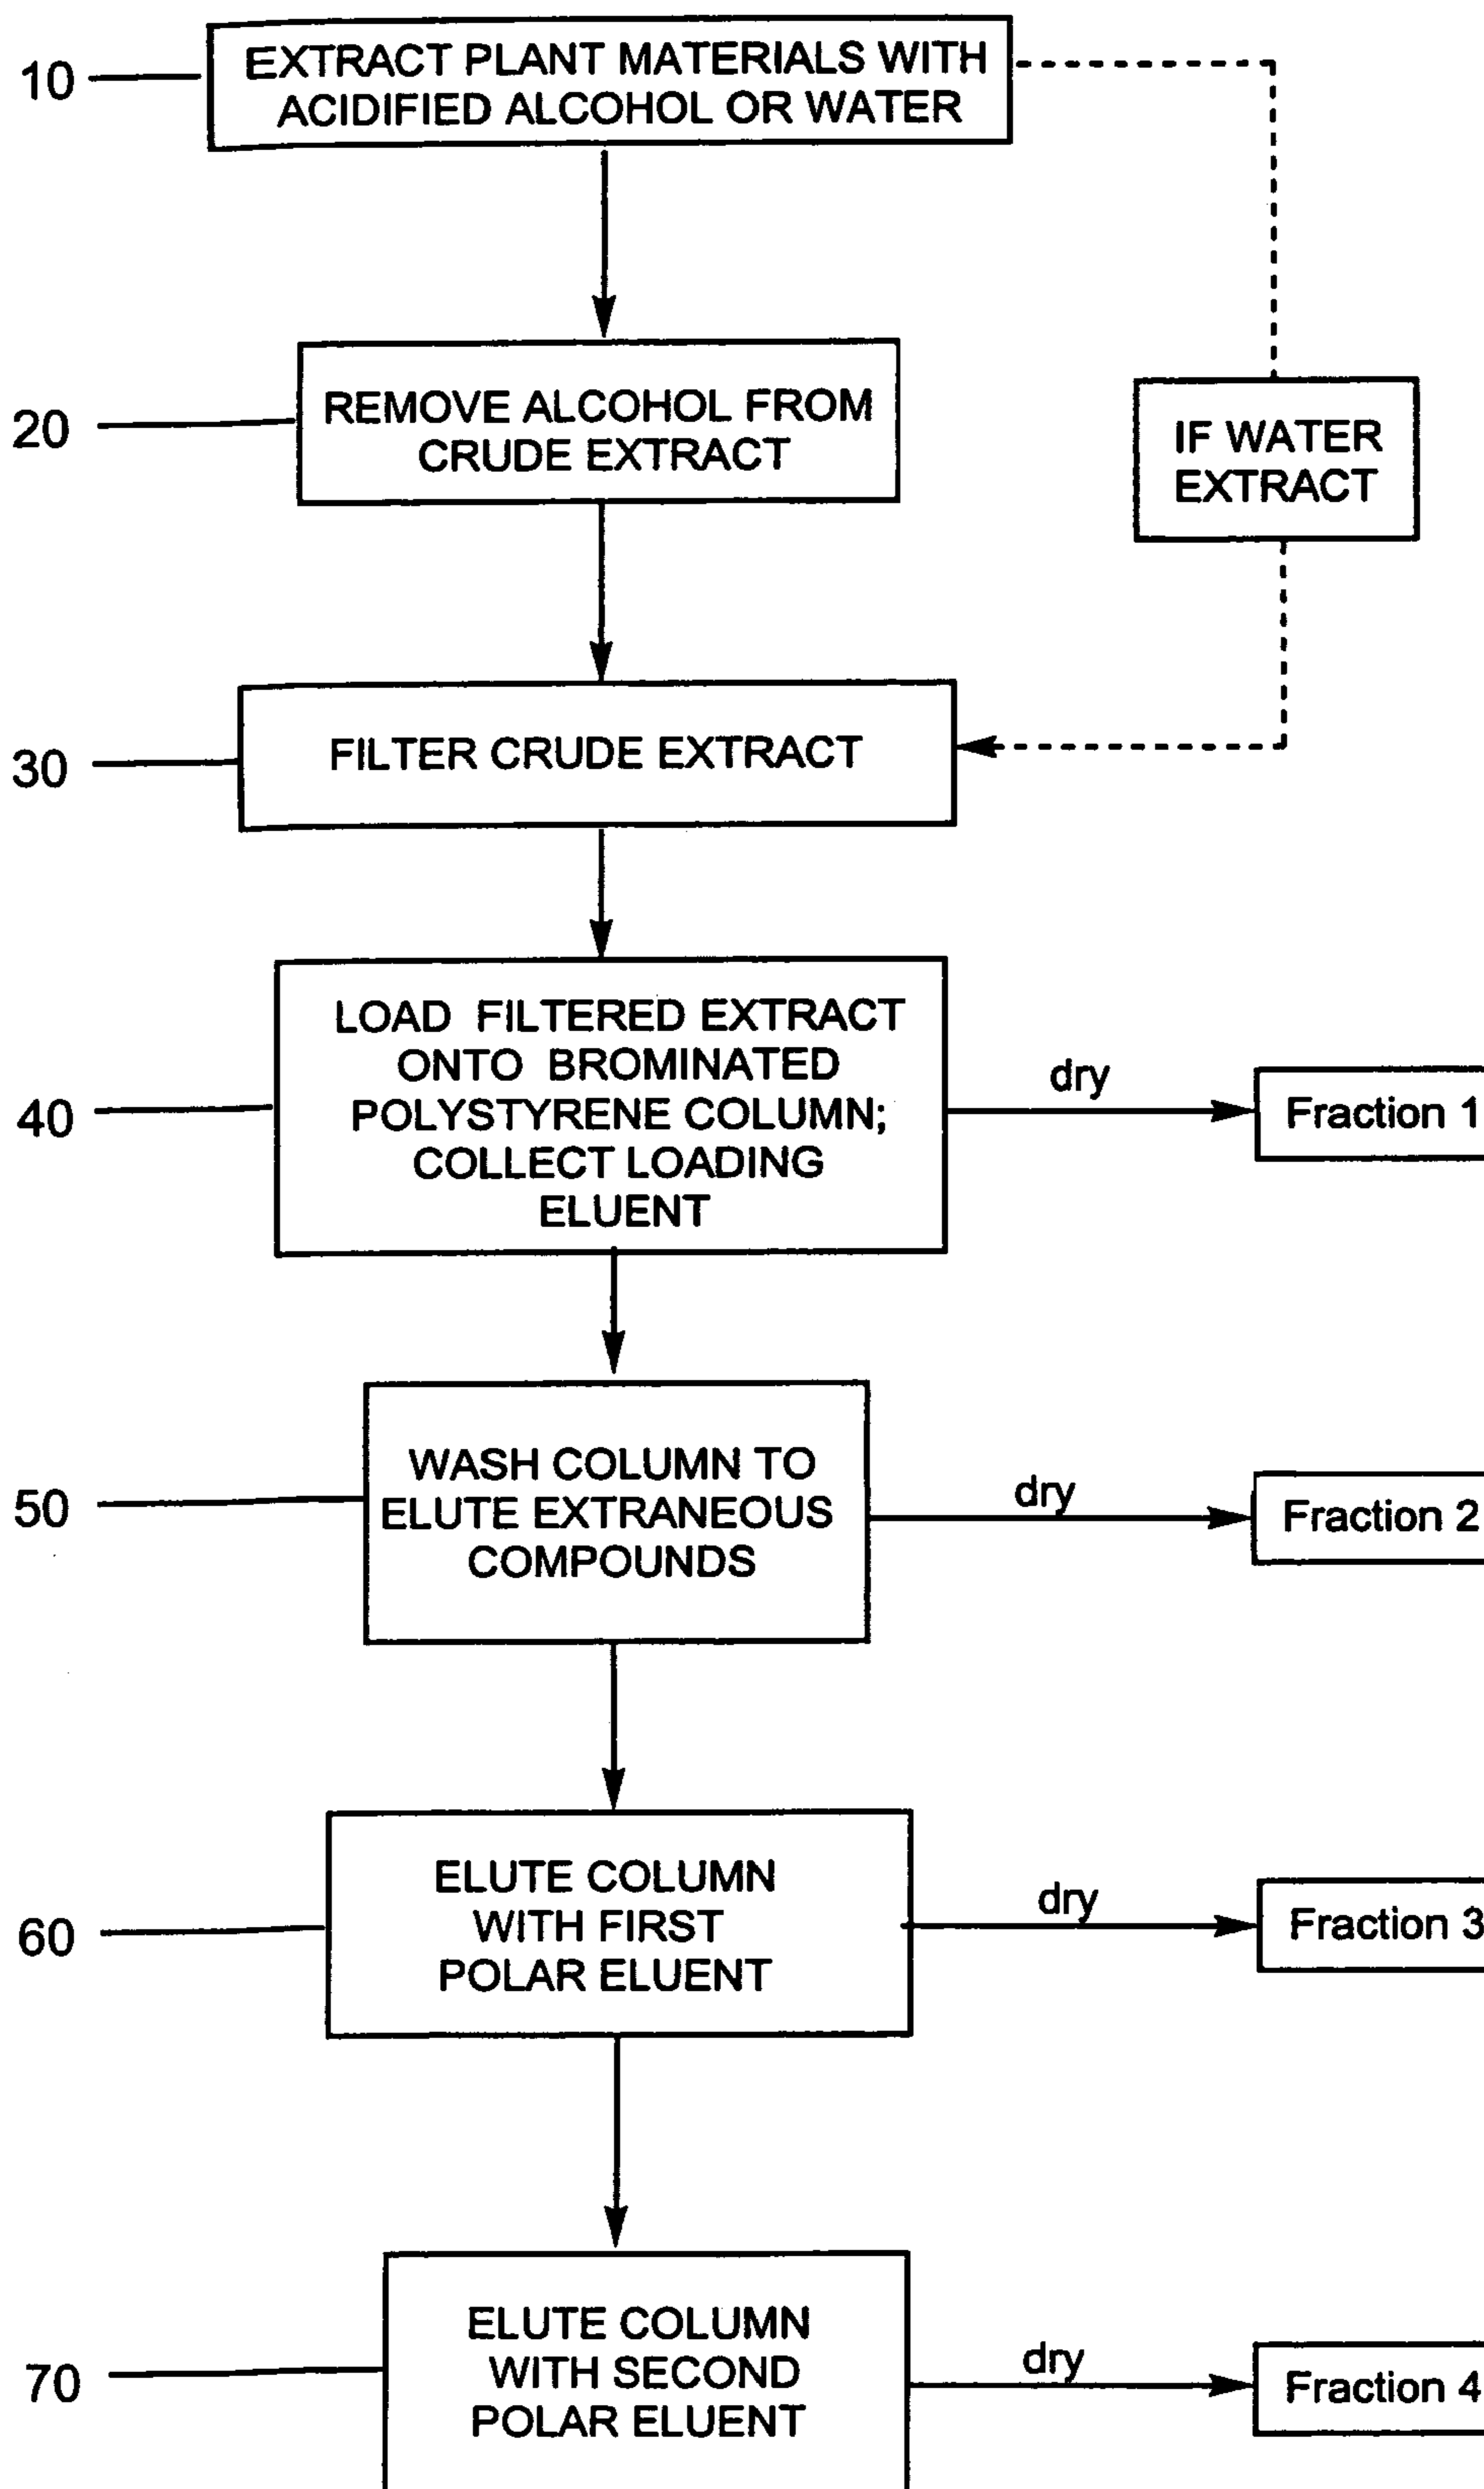 10
EXTRACT PLANT MATERIALS WITH
ACIDIFIED ALCOHOL OR WATER
20
REMOVE ALCOHOL FROM
CRUDE EXTRACT
IF WATER
EXTRACT
30
FILTER CRUDE EXTRACT
40
LOAD FILTERED EXTRACT
ONTO BROMINATED
POLYSTYRENE COLUMN;
COLLECT LOADING
ELUENT
dry
Fraction 1
50
WASH COLUMN TO
ELUTE EXTRANEOUS
COMPOUNDS
dry
Fraction 2
60
ELUTE COLUMN
WITH FIRST
POLAR ELUENT
dry
Fraction 3
70
ELUTE COLUMN
WITH SECOND
POLAR ELUENT
dry
Fraction 4